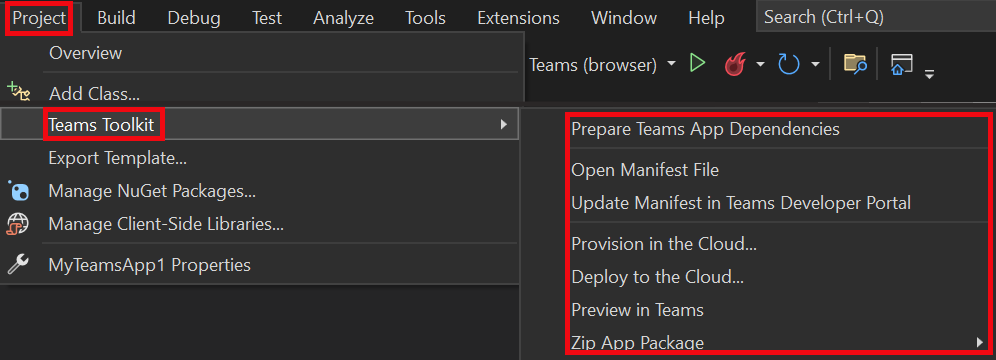 Project Build Debug Test Analyze Tools Extensions Window Help Search (Ctrl+Q)
Overview
Teams (browser)
Add Class...
Teams Toolkit
Export Template...
Manage NuGet Packages...
Manage Client-Side Libraries...
MyTeamsApp1 Properties
Prepare Teams App Dependencies
Open Manifest File
Update Manifest in Teams Developer Portal
Provision in the Cloud...
Deploy to the Cloud...
Preview in Teams
Zip App Package